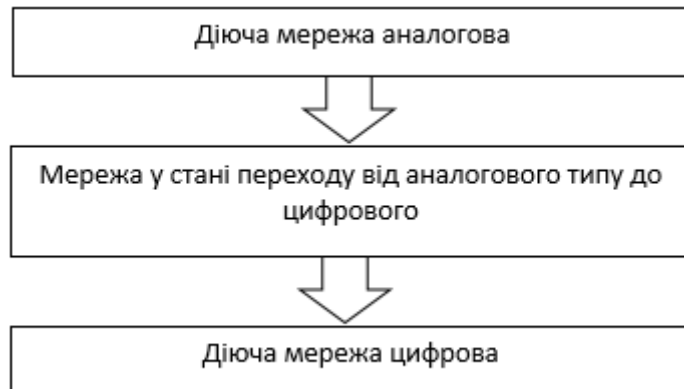 Діюча мережа аналогова
Мережа у стані переходу від аналогового типу до
цифрового
Діюча мережа цифрова